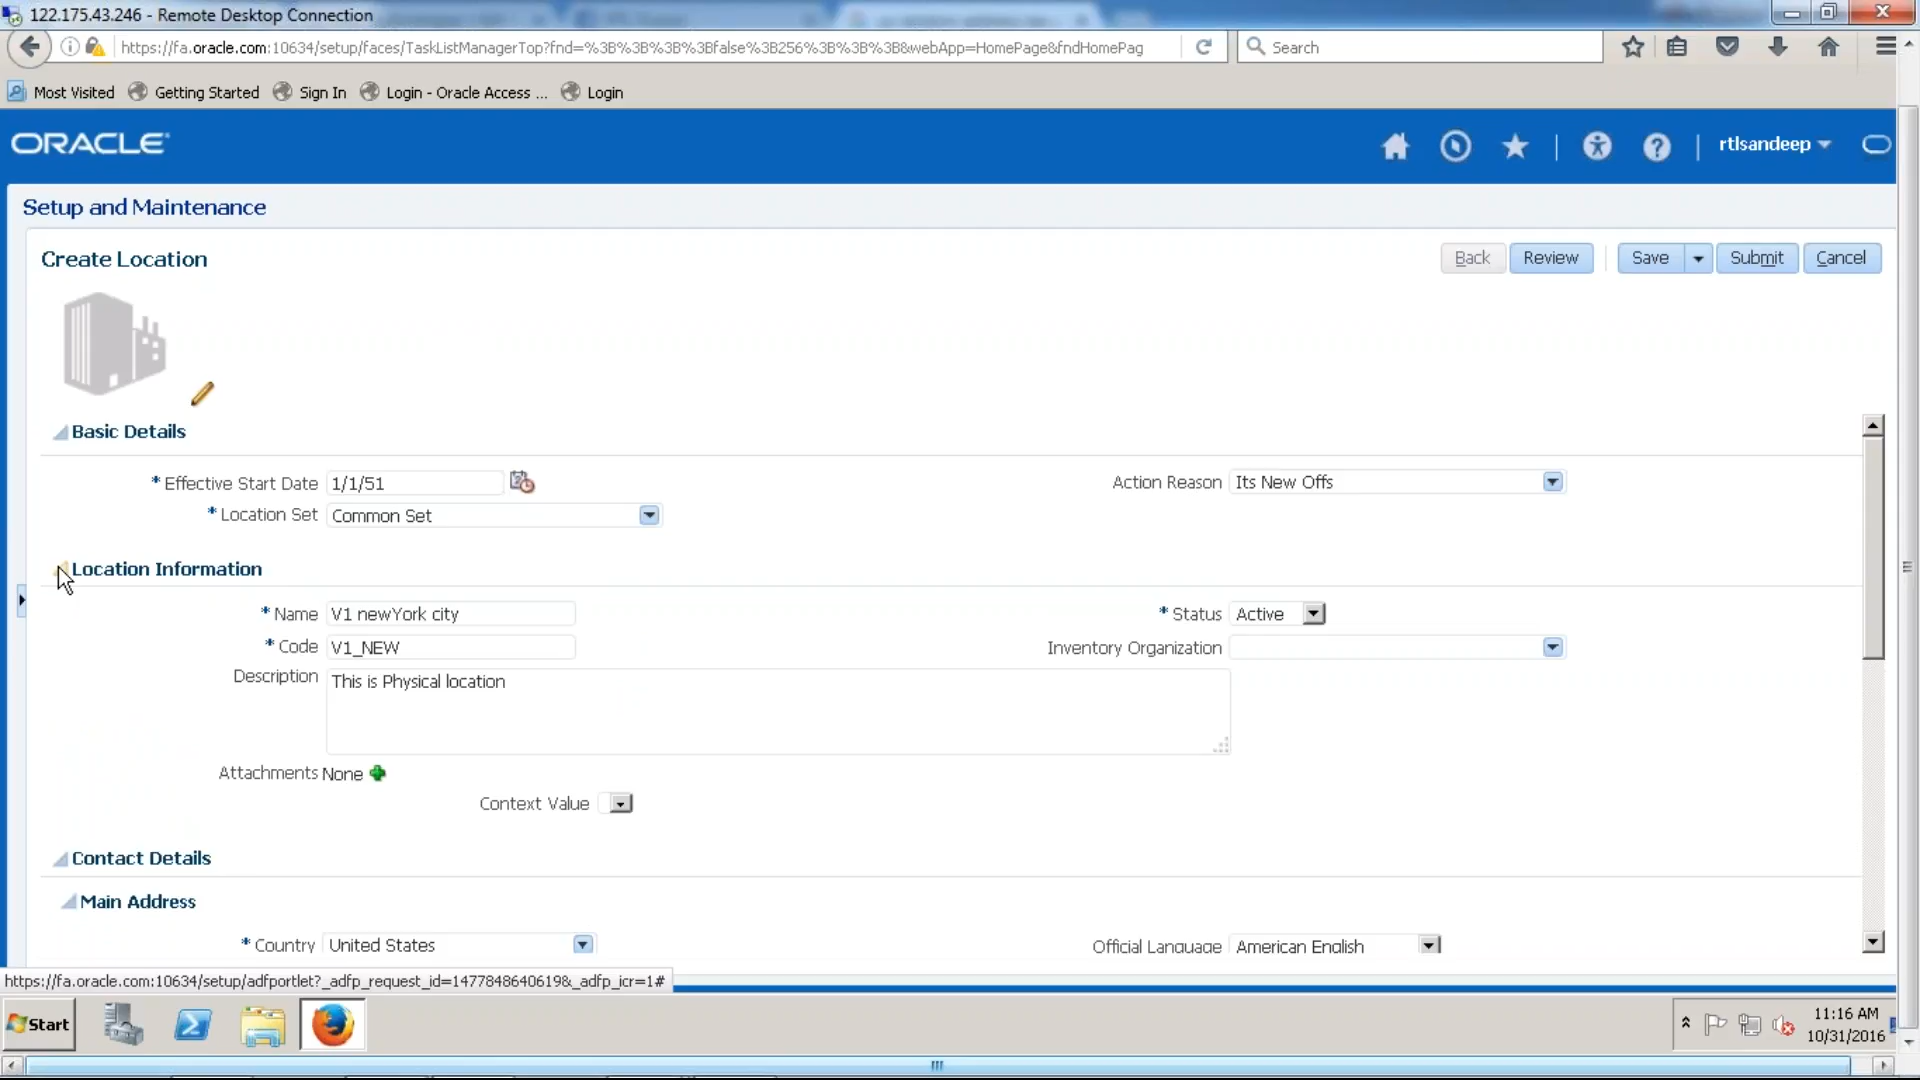 122.175.43.246 - Remote Desktop Connection
https://fa.oracle.com:10634/setup/faces/TaskListManagerTop?fnd=%3B%3B%3B%3Bfalse%3B256%3B%3B%3B&webApp=HomePage&fndHomePag
Search
Most Visited Getting Started Sign In Login - Oracle Access ... Login
ORACLE
rtlsandeep
Setup and Maintenance
Create Location
Back Review Save Submit Cancel
Basic Details
* Effective Start Date 1/1/51
Action Reason Its New Offs
* Location Set Common Set
Location Information
* Name V1 newYork city
* Status Active
* Code V1_NEW
Inventory Organization
Description This is Physical location
Attachments None
Context Value
Contact Details
Main Address
* Country United States
Official Language American English
https://fa.oracle.com:10634/setup/adfportlet?_adfp_request_id=1477848640619&_adfp_icr=1#
Start
11:16 AM
10/31/2016